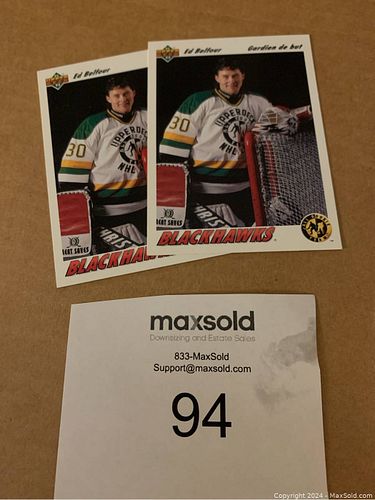 Ed Belfour
30
BLACKHAWKS
Ed Belfour
Gardien de but
UPPER DECK
NHL
30
BLACKHAWKS
maxsold
Downsizing and Estate Sales
833-MaxSold
Support@maxsold.com
94
Copyright 2024 - MaxSold.com